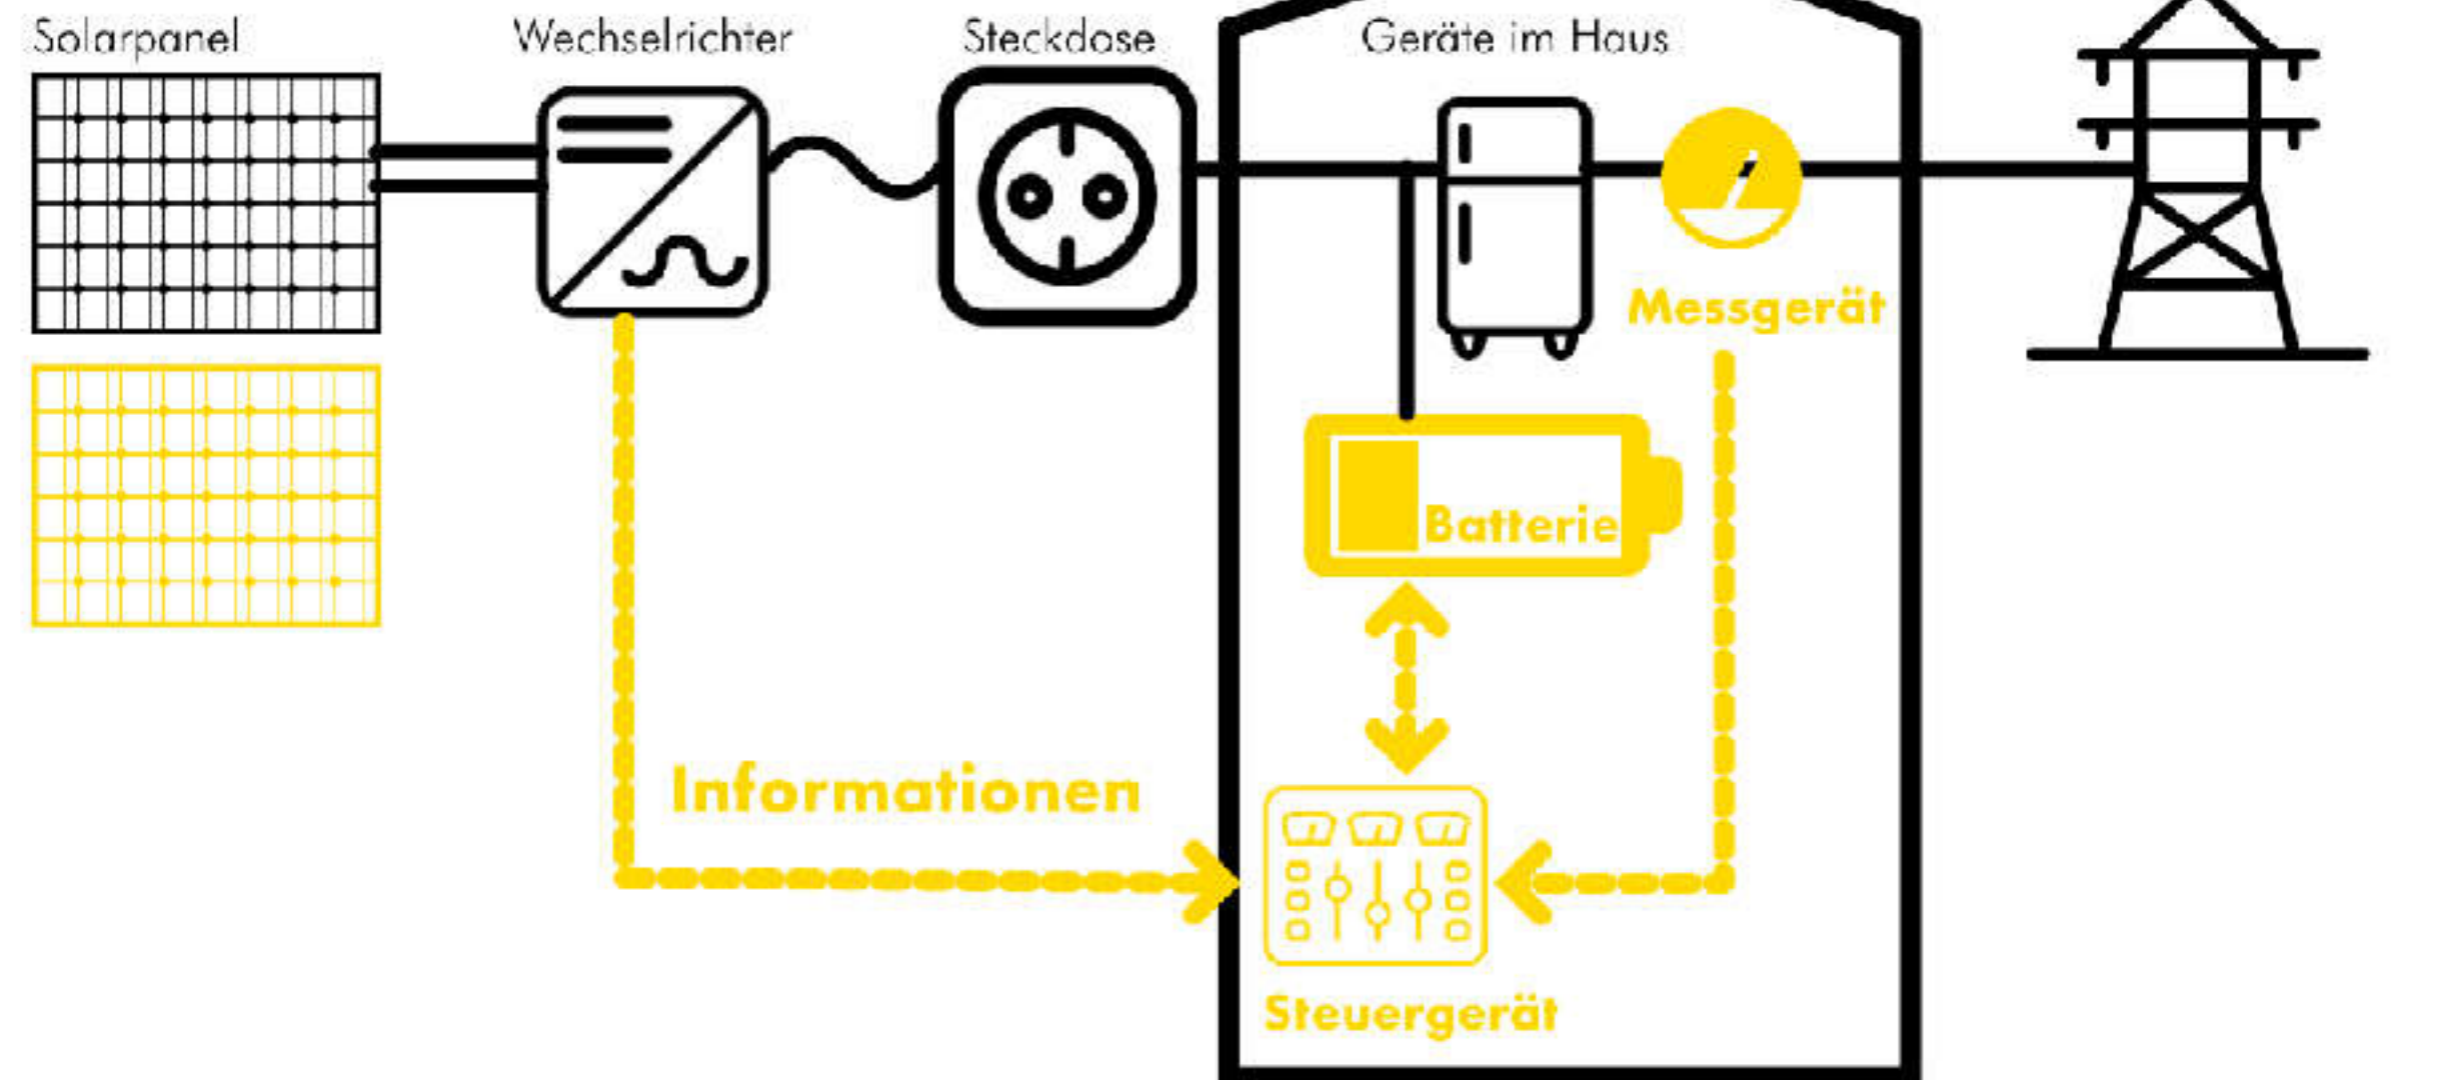 Solarpanel
Wechselrichter
Steckdose
Geräte im Haus
Messgerät
Batterie
Informationen
Steuergerät